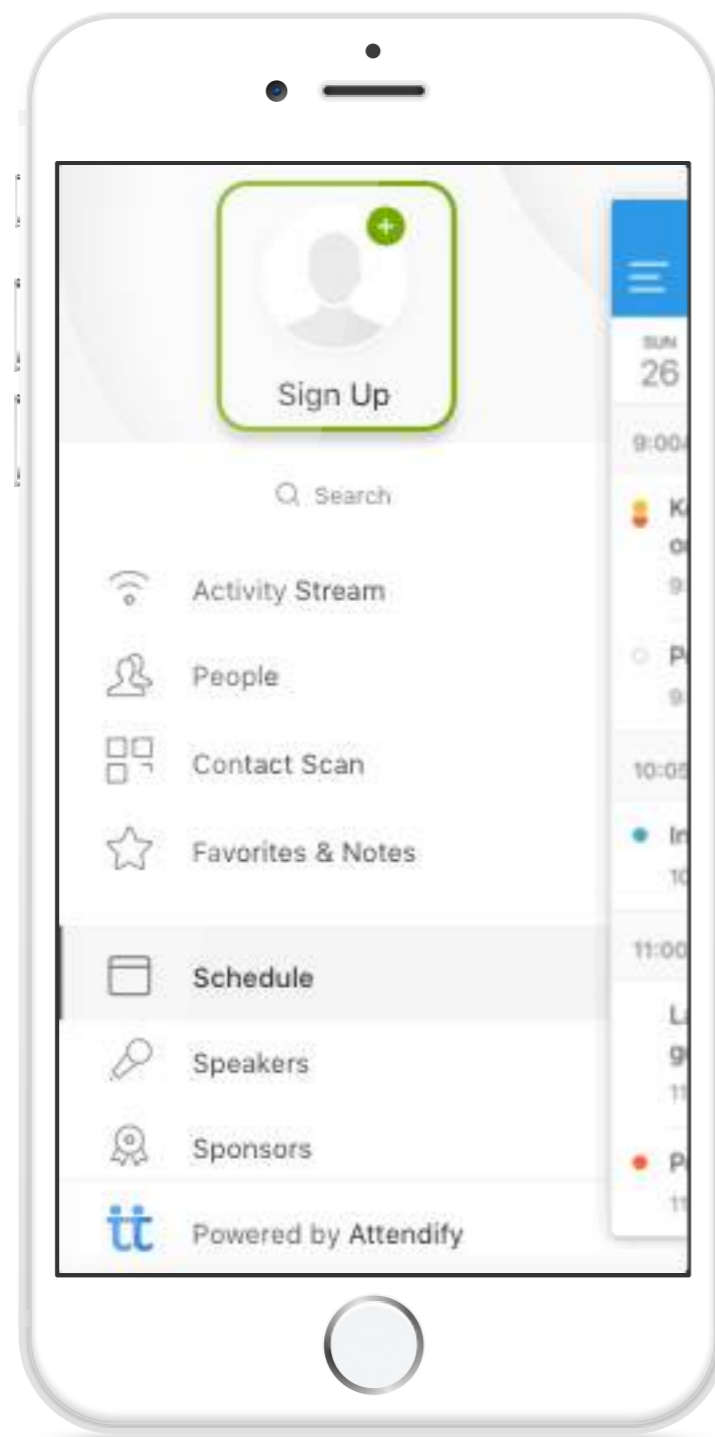 Sign Up
Search
Activity Stream
People
Contact Scan
Favorites & Notes
Schedule
Speakers
Sponsors
Powered by Attendify
SUN
26
9:00
10:05
11:00